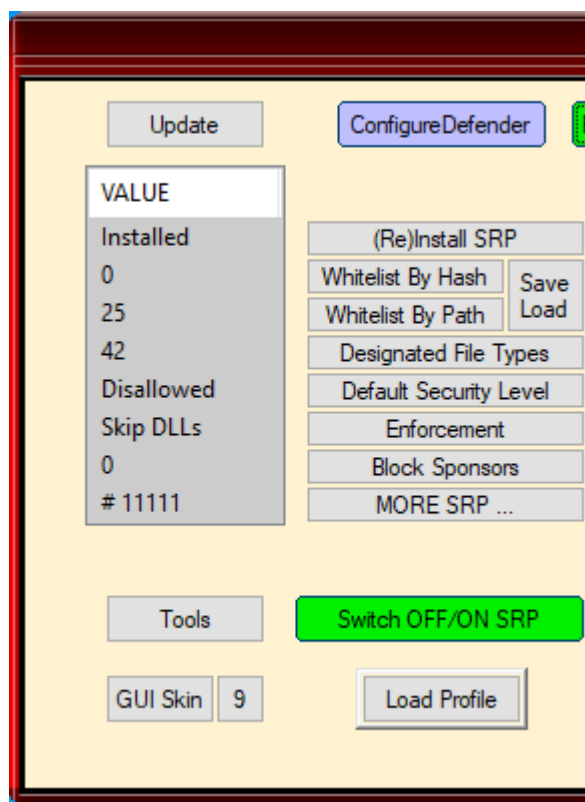 Update ConfigureDefender
VALUE
Installed (Re)Install SRP
0 Whitelist By Hash Save
25 Whitelist By Path Load
42 Designated File Types
Disallowed Default Security Level
Skip DLLs Enforcement
0 Block Sponsors
# 11111 MORE SRP ...
Tools Switch OFF/ON SRP
GUI Skin 9 Load Profile